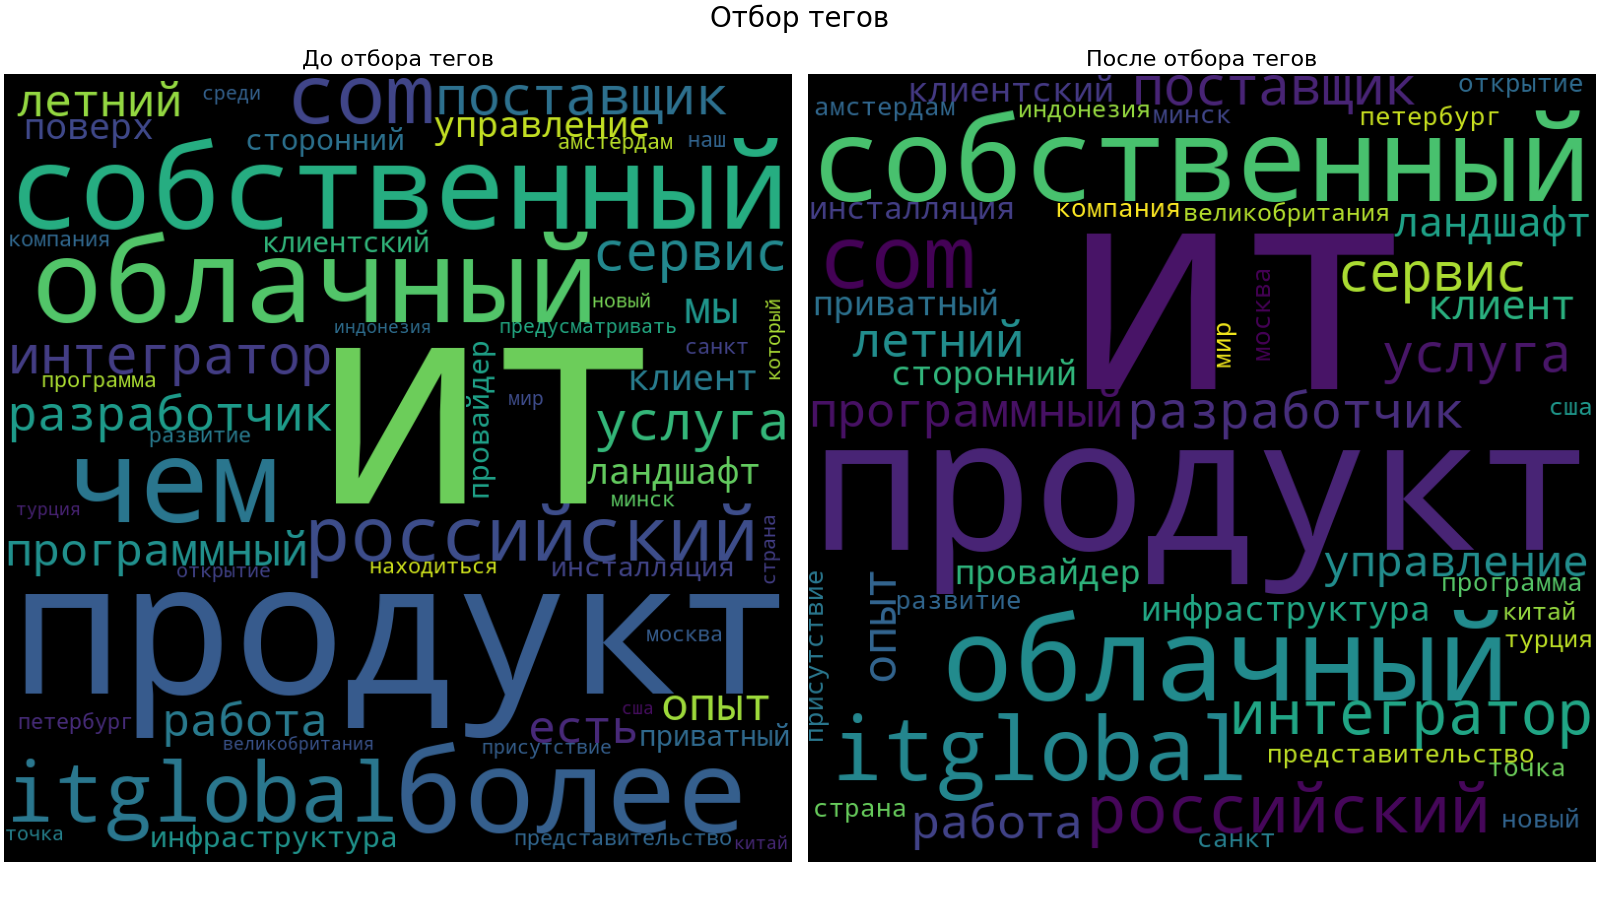 Отбор тегов
До отбора тегов
летний
среди
com
поставщик
поверх
сторонний
управление
амстердам
наш
собственный
компания
клиентский
облачный
сервис
новый
мы
индонезия
предусматривать
который
интегратор
санкт
программа
ит
провайдер
клиент
мир
разработчик
услуга
развитие
чем
ландшафт
минск
турция
российский
страна
программный
открытие
находиться
инсталляция
продукт
москва
петербург
работа
есть
сша
опыт
великобритания
присутствие
приватный
itglobal
более
точка
инфраструктура
представительство
китай
После отбора тегов
клиентский
поставщик
открытие
амстердам
индонезия
минск
петербург
собственный
инсталляция
компания
великобритания
ландшафт
com
ит
сервис
приватный
москва
клиент
летний
мир
услуга
сторонний
программный
разработчик
сша
продукт
провайдер
управление
присутствие
опыт
развитие
программа
инфраструктура
китай
облачный
турция
itglobal
интегратор
представительство
точка
страна
работа
российский
новый
санкт